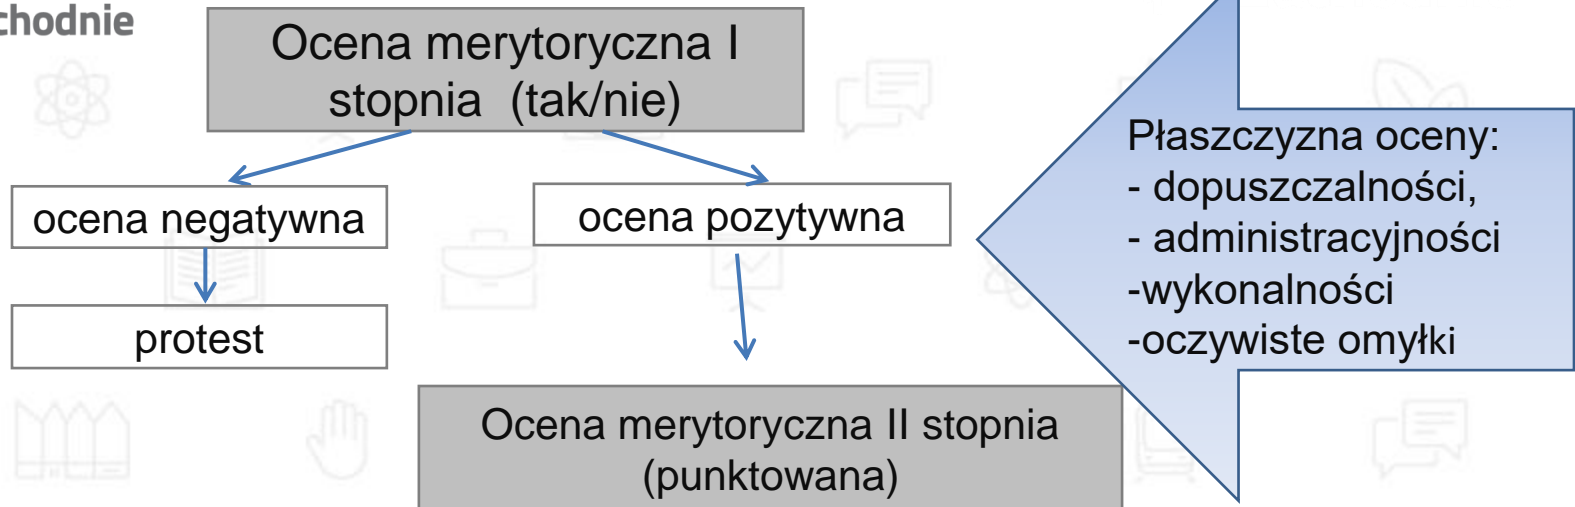 chodnie
Ocena merytoryczna I
stopnia (tak/nie)
ocena negatywna
ocena pozytywna
protest
Ocena merytoryczna II stopnia
(punktowana)
Płaszczyzna oceny:
- dopuszczalności,
- administracyjności
-wykonalności
-oczywiste omyłki